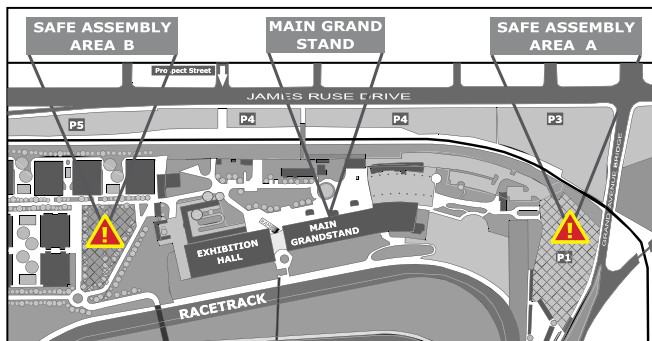 SAFE ASSEMBLY
AREA B
MAIN GRAND
STAND
SAFE ASSEMBLY
AREA A
Prospect Street
JAMES RUSE DRIVE
P5
P4
P4
P3
GRAND AVENUE BRIDGE
EXHIBITION
HALL
MAIN
GRANDSTAND
P1
RACETRACK